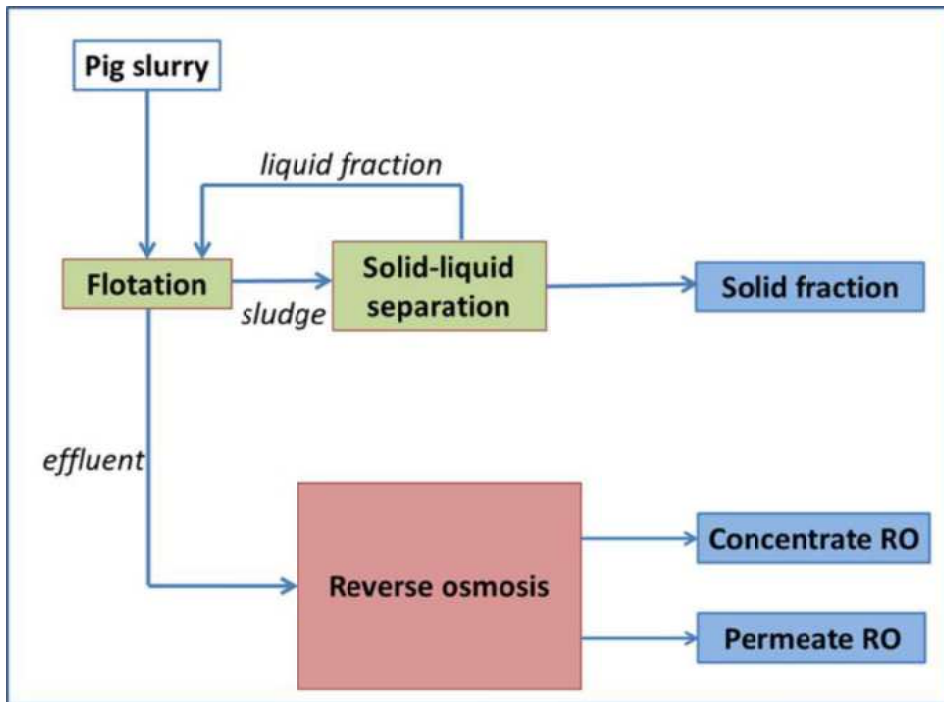 Pig slurry
liquid fraction
Flotation
sludge
Solid-liquid
separation
Solid fraction
effluent
Reverse osmosis
Concentrate RO
Permeate RO